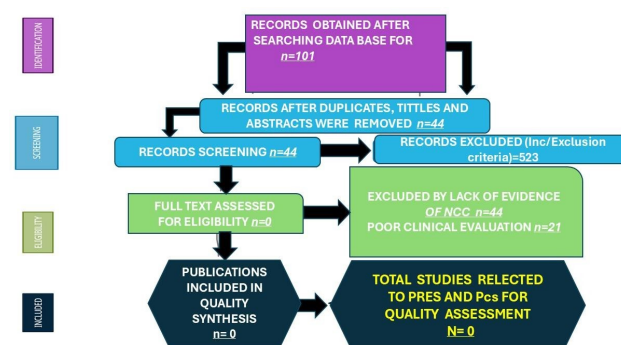 IDENTIFICATION
RECORDS OBTAINED AFTER
SEARCHING DATA BASE FOR
n=101
RECORDS AFTER DUPLICATES, TITTLES AND
ABSTRACTS WERE REMOVED n=44
SCREENING
RECORDS SCREENING n=44
RECORDS EXCLUDED (Inc/Exclusion
criteria)=523
ELIGIBILITY
FULL TEXT ASSESSED
FOR ELIGIBILITY n=0
EXCLUDED BY LACK OF EVIDENCE
OF NCC n=44
POOR CLINICAL EVALUATION n=21
INCLUDED
PUBLICATIONS
INCLUDED IN
QUALITY
SYNTHESIS
n= 0
TOTAL STUDIES RELECTED
TO PRES AND Pcs FOR
QUALITY ASSESSMENT
N= 0